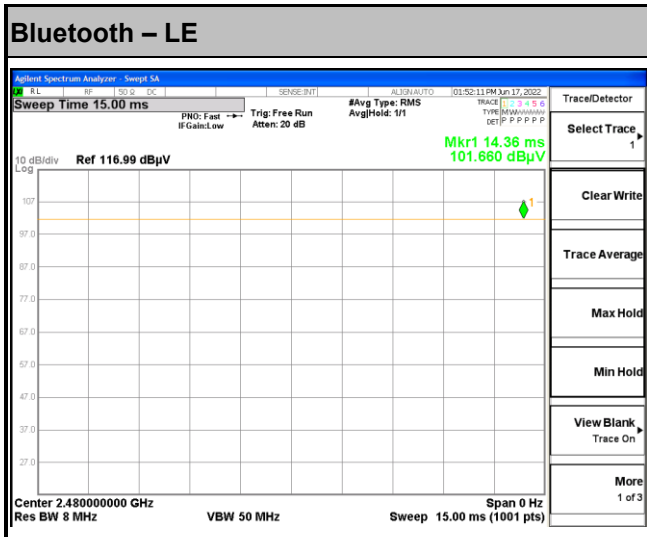 Bluetooth – LE
Agilent Spectrum Analyzer - Swept SA
RL RF 50 Ω DC SENSE:INT ALIGNAUTO 01:52:11 PM Jun 17, 2022
Sweep Time 15.00 ms
PNO: Fast
IFGain:Low
Trig: Free Run
Atten: 20 dB
#Avg Type: RMS
Avg|Hold: 1/1
TRACE 1 2 3 4 5 6
TYPE MWWWWW
DET P P P P P P
Mkr1 14.36 ms
101.660 dBµV
10 dB/div Ref 116.99 dBµV
Log
1
107
97.0
87.0
77.0
67.0
57.0
47.0
37.0
27.0
Center 2.480000000 GHz Span 0 Hz
Res BW 8 MHz VBW 50 MHz Sweep 15.00 ms (1001 pts)
Trace/Detector
Select Trace
1
Clear Write
Trace Average
Max Hold
Min Hold
View Blank
Trace On
More
1 of 3